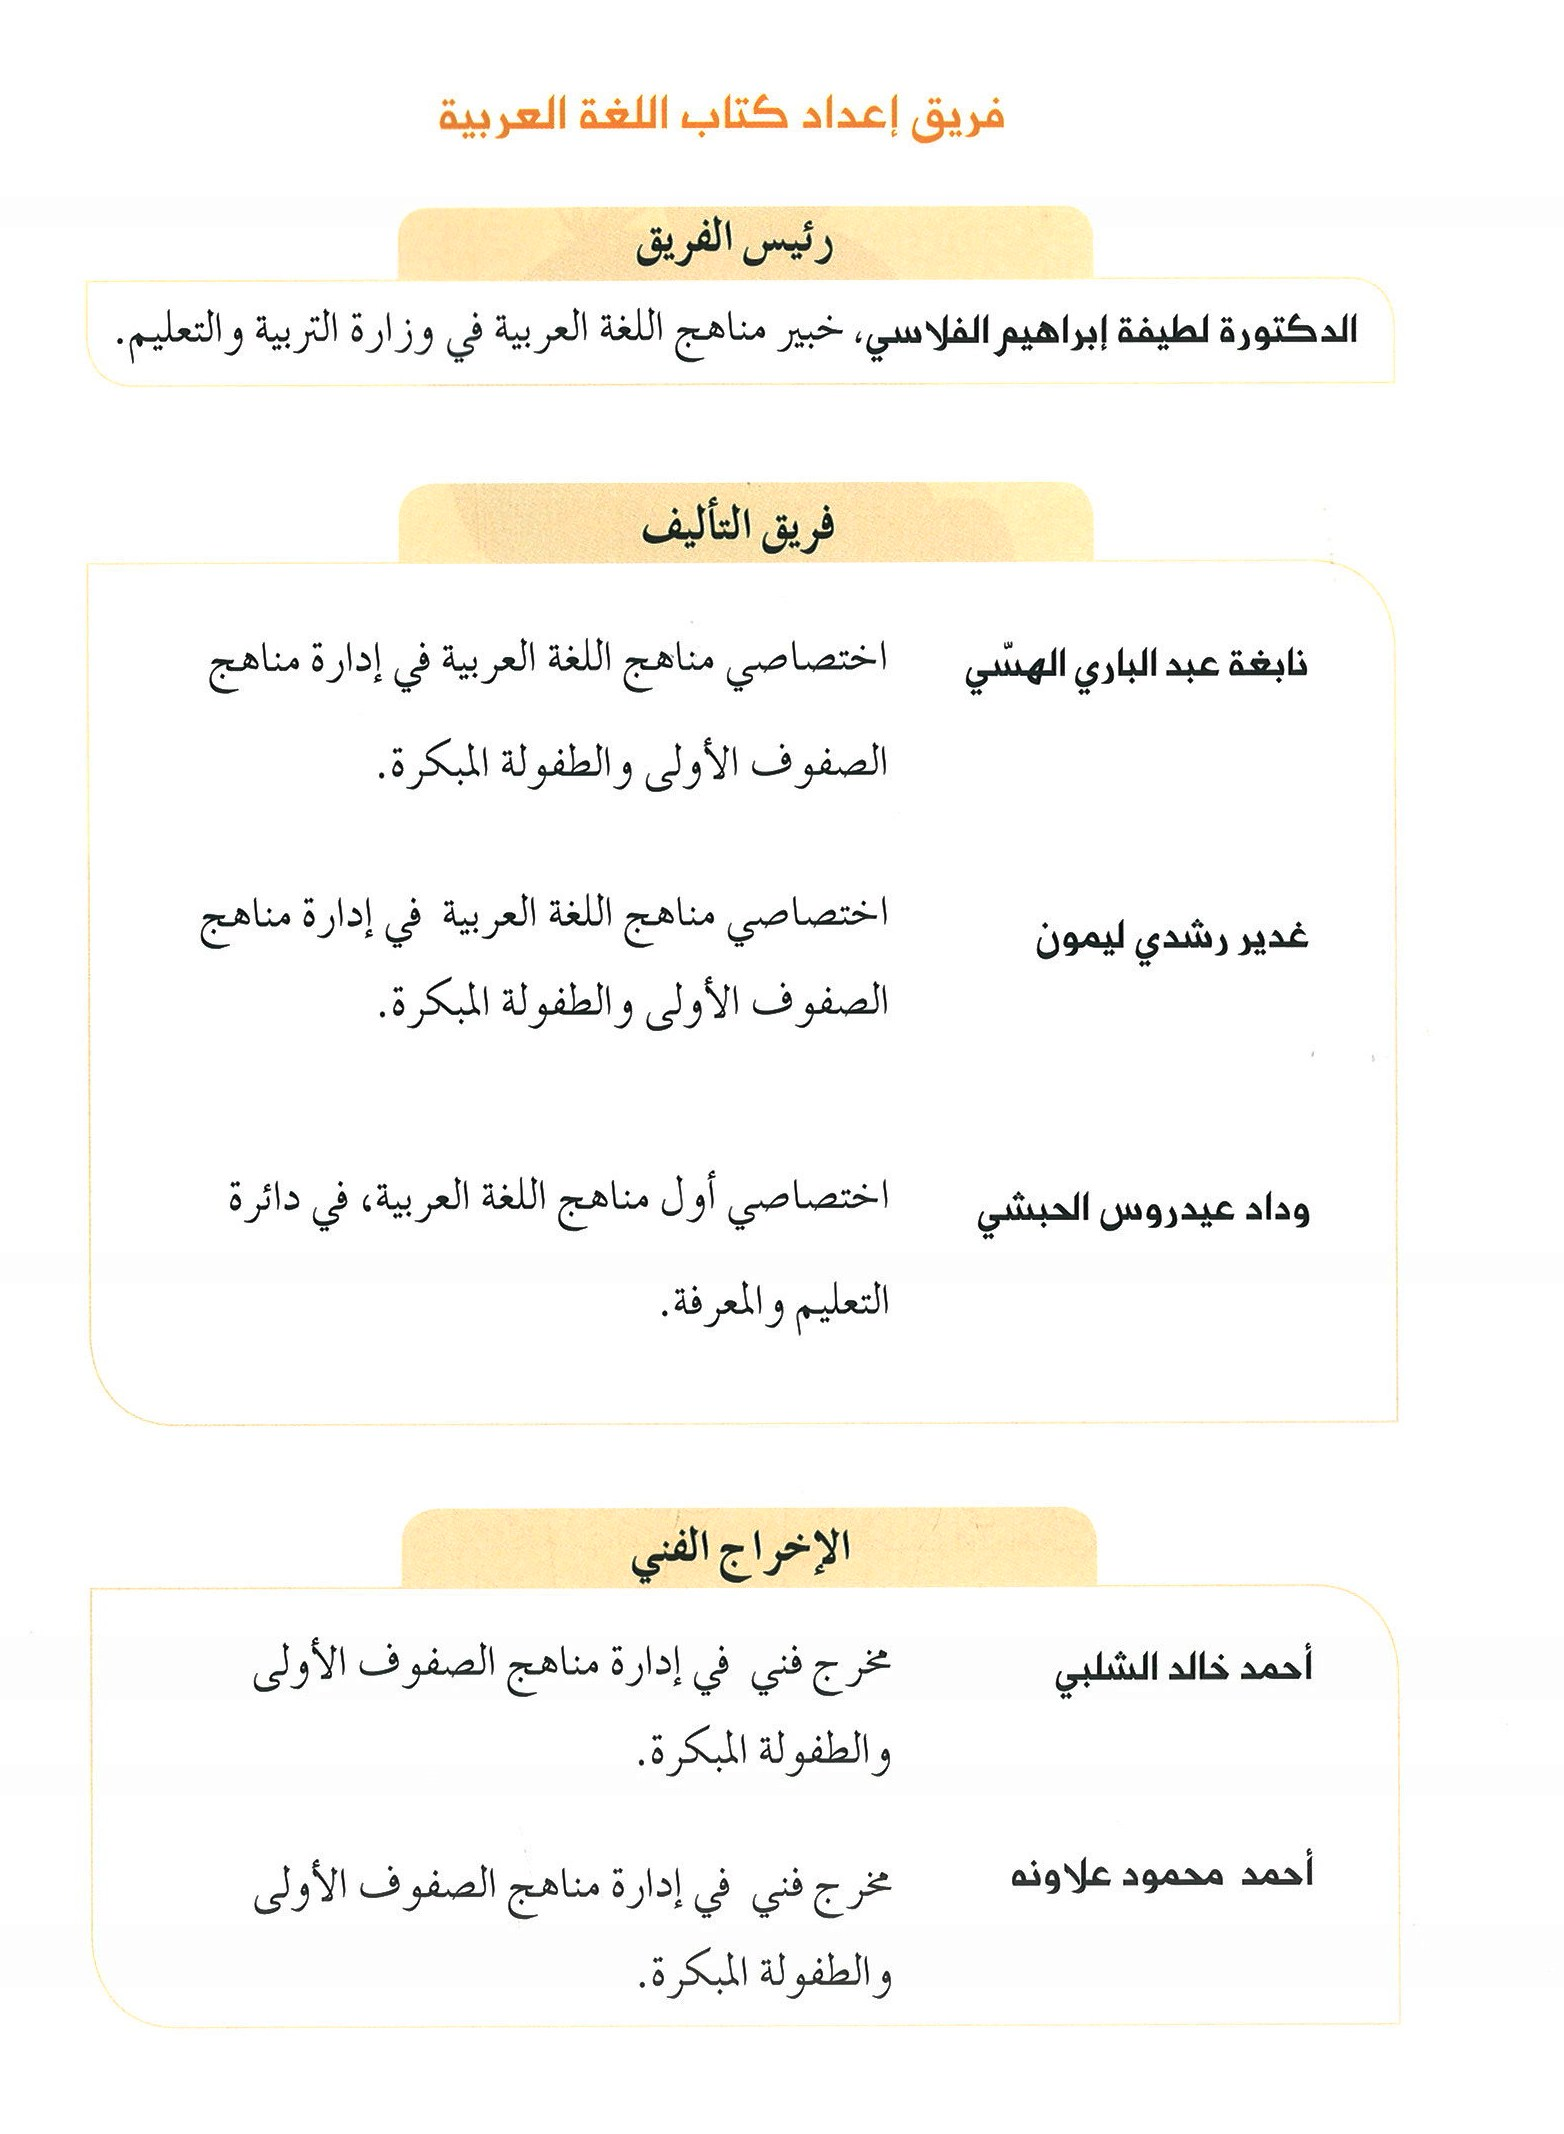 فريق إعداد كتاب اللغة العربية
رئيس الفريق
الدكتورة لطيفة إبراهيم الفلاسي، خبير مناهج اللغة العربية في وزارة التربية والتعليم.
فريق التأليف
نابغة عبد الباري الهسّي اختصاصي مناهج اللغة العربية في إدارة مناهج
الصفوف الأولى والطفولة المبكرة.
غدير رشدي ليمون اختصاصي مناهج اللغة العربية في إدارة مناهج
الصفوف الأولى والطفولة المبكرة.
وداد عيدروس الحبشي اختصاصي أول مناهج اللغة العربية، في دائرة
التعليم والمعرفة.
الإخراج الفني
أحمد خالد الشلبي مخرج فني في إدارة مناهج الصفوف الأولى
والطفولة المبكرة.
أحمد محمود علاونه مخرج فني في إدارة مناهج الصفوف الأولى
والطفولة المبكرة.